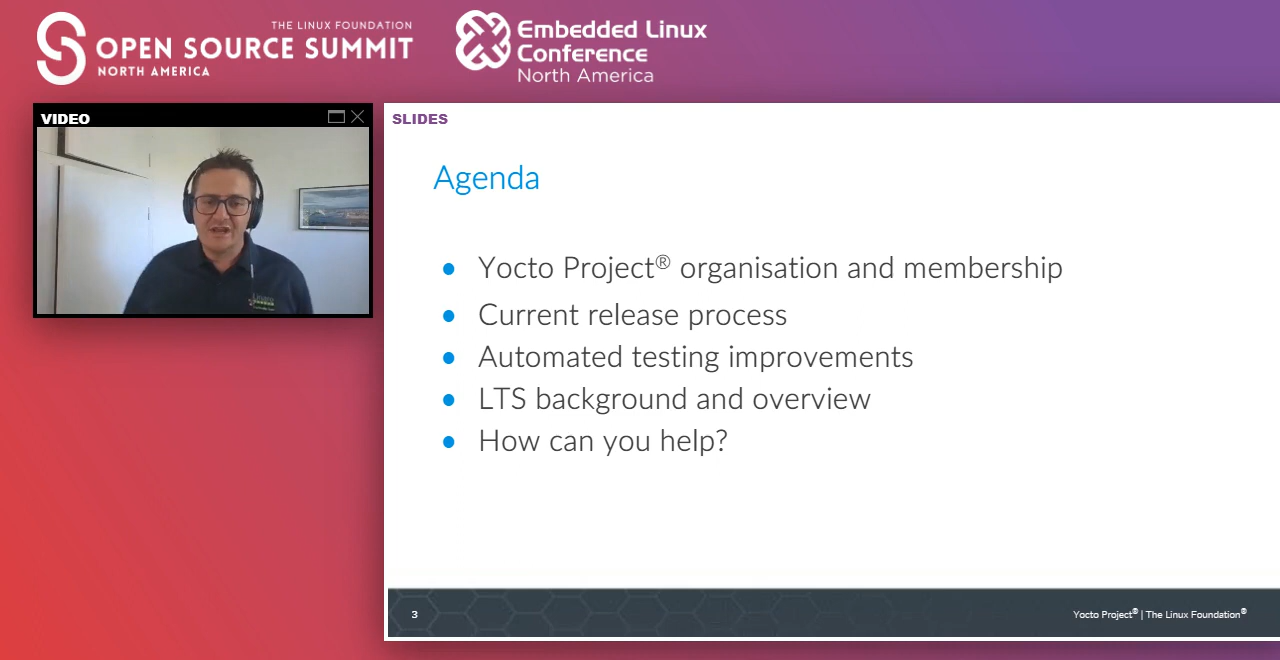 THE LINUX FOUNDATION
OPEN SOURCE SUMMIT
NORTH AMERICA
Embedded Linux
Conference
North America
VIDEO
SLIDES
Agenda
● Yocto Project® organisation and membership
● Current release process
● Automated testing improvements
● LTS background and overview
● How can you help?
3
Yocto Project® | The Linux Foundation®